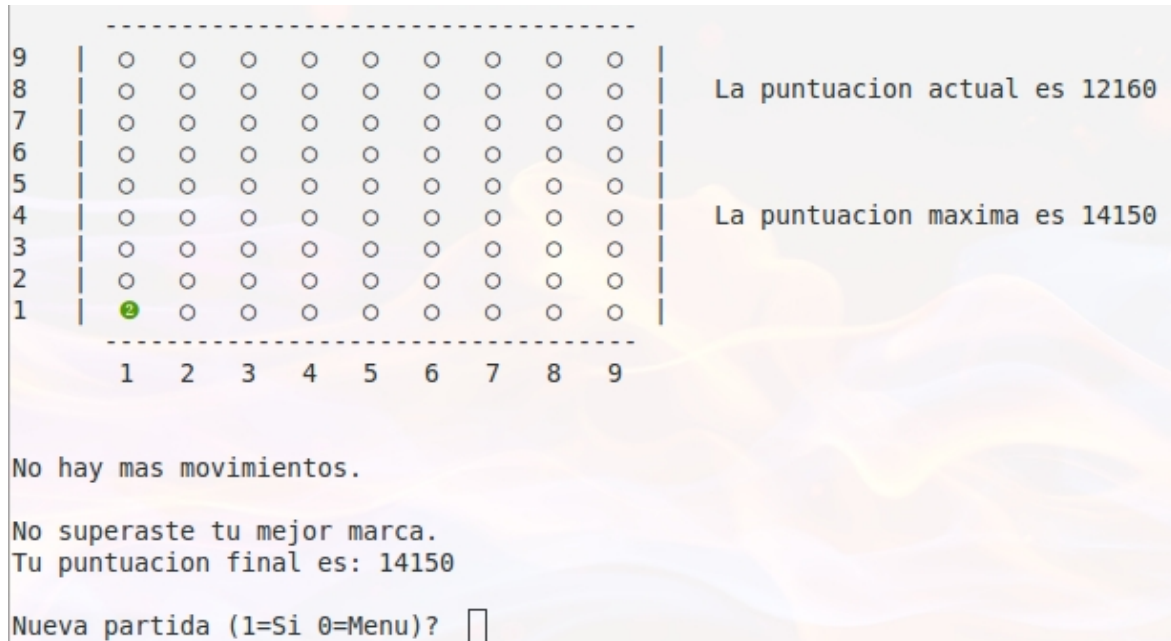 -----------------------------------
9 | ○ ○ ○ ○ ○ ○ ○ ○ ○ |
8 | ○ ○ ○ ○ ○ ○ ○ ○ ○ | La puntuacion actual es 12160
7 | ○ ○ ○ ○ ○ ○ ○ ○ ○ |
6 | ○ ○ ○ ○ ○ ○ ○ ○ ○ |
5 | ○ ○ ○ ○ ○ ○ ○ ○ ○ |
4 | ○ ○ ○ ○ ○ ○ ○ ○ ○ | La puntuacion maxima es 14150
3 | ○ ○ ○ ○ ○ ○ ○ ○ ○ |
2 | ○ ○ ○ ○ ○ ○ ○ ○ ○ |
1 | ❷ ○ ○ ○ ○ ○ ○ ○ ○ |
-----------------------------------
1 2 3 4 5 6 7 8 9
No hay mas movimientos.
No superaste tu mejor marca.
Tu puntuacion final es: 14150
Nueva partida (1=Si 0=Menu)?